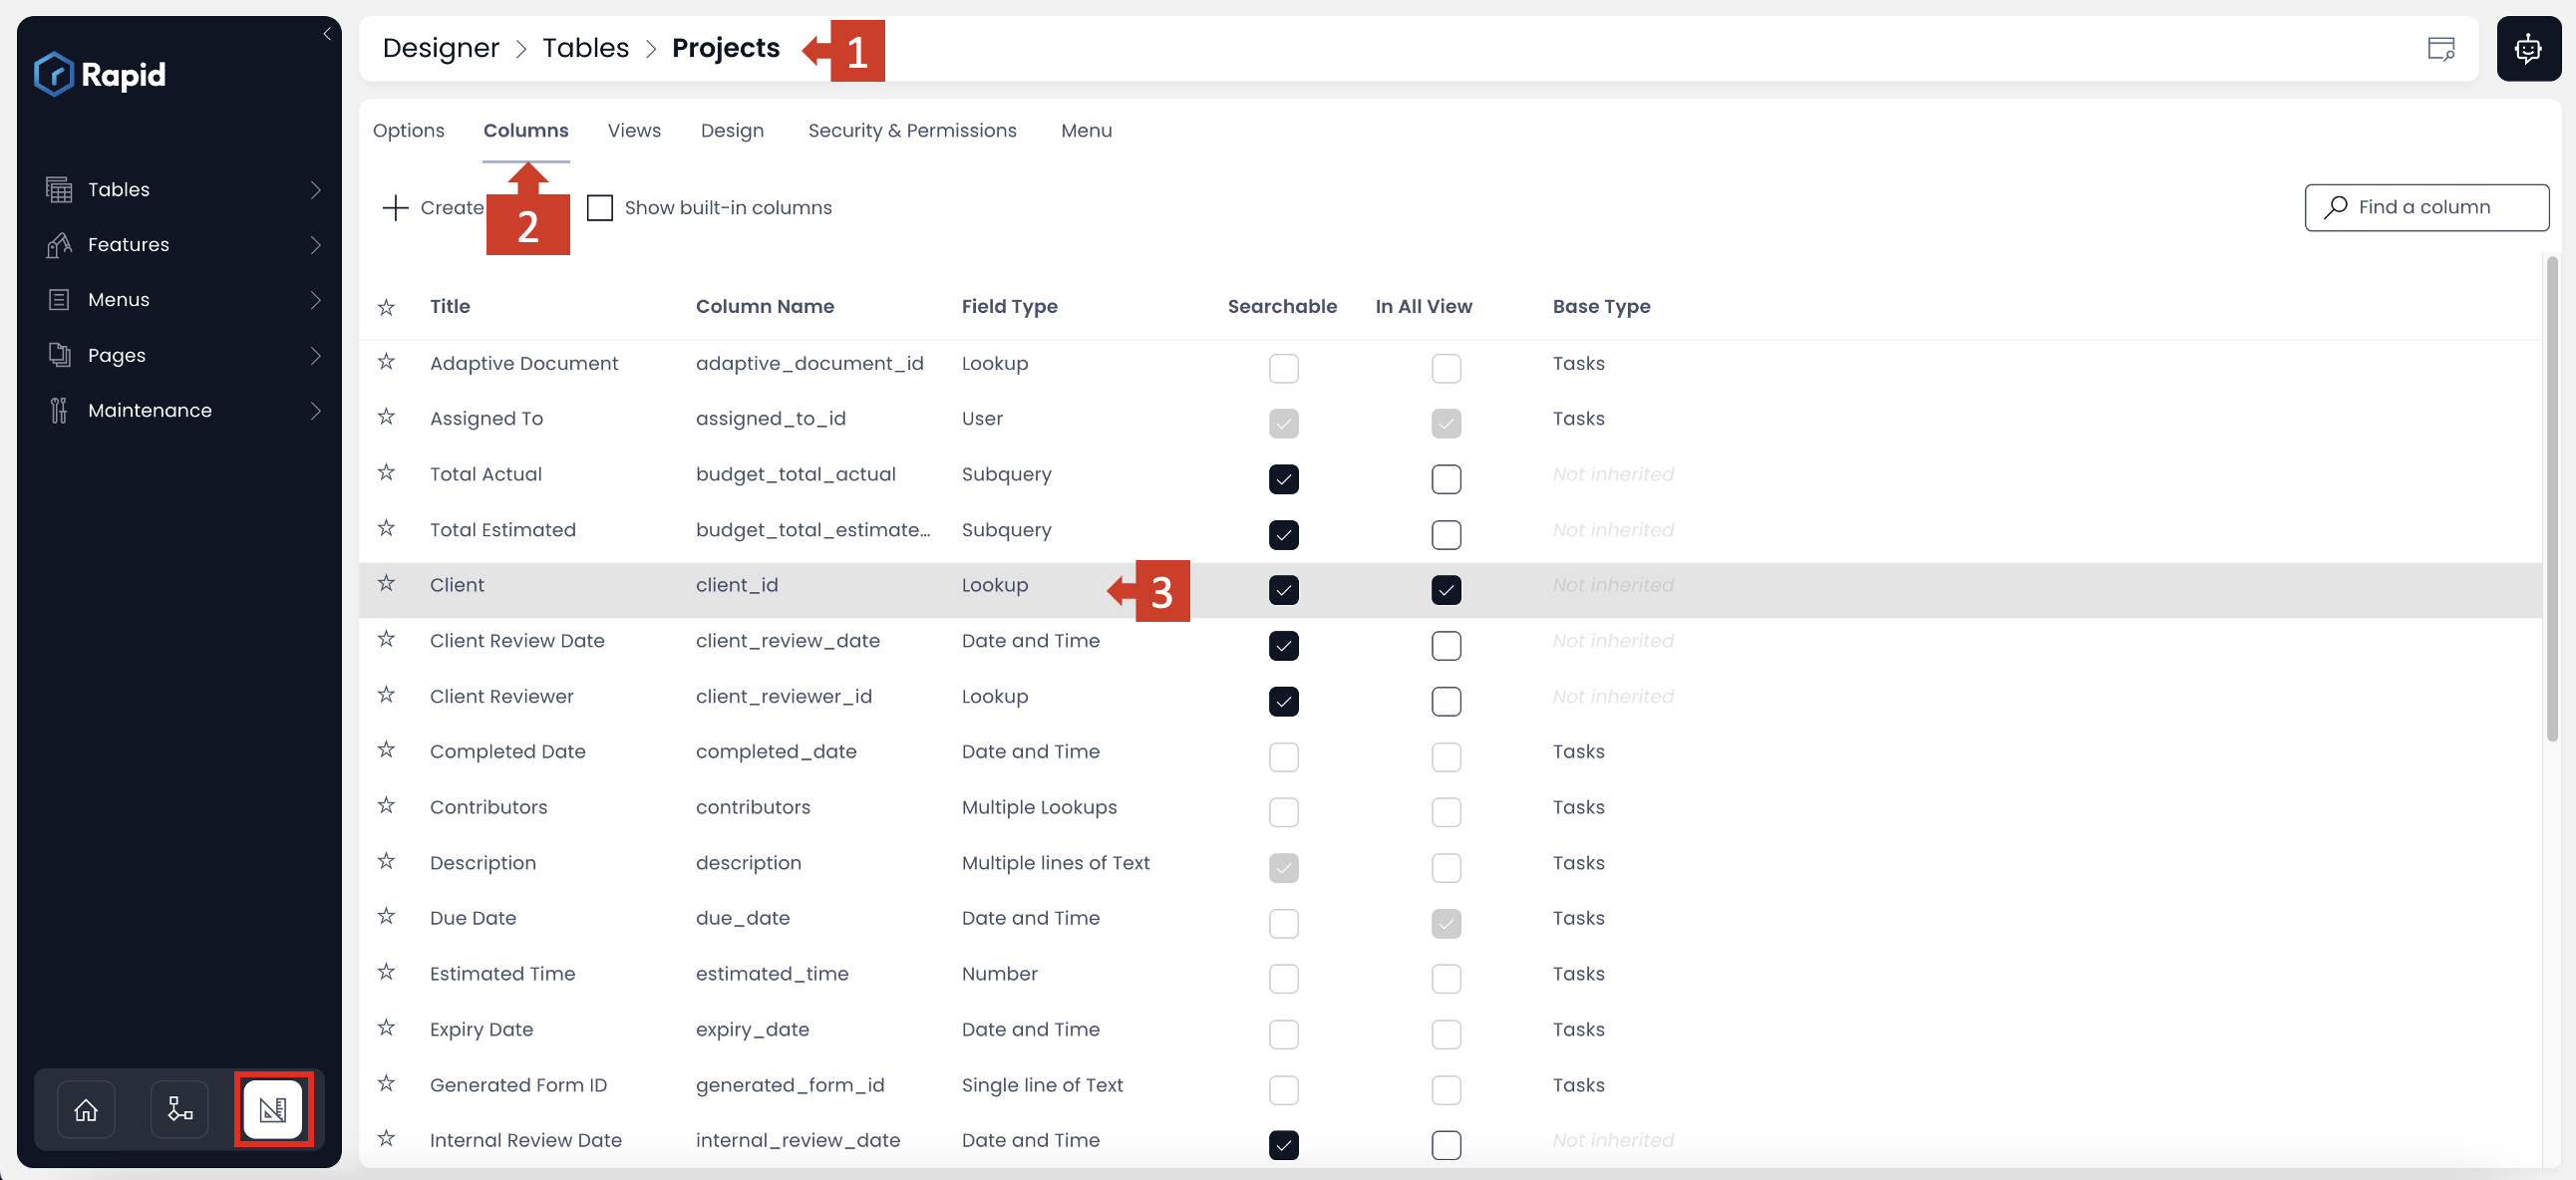 Rapid
Tables
Features
Menus
Pages
Maintenance
Designer > Tables > Projects
1
Options Columns Views Design Security & Permissions Menu
Create
2
Show built-in columns
Find a column
Title Column Name Field Type Searchable In All View Base Type
Adaptive Document adaptive_document_id Lookup Tasks
Assigned To assigned_to_id User Tasks
Total Actual budget_total_actual Subquery Not inherited
Total Estimated budget_total_estimate... Subquery Not inherited
Client client_id Lookup 3 Not inherited
Client Review Date client_review_date Date and Time Not inherited
Client Reviewer client_reviewer_id Lookup Not inherited
Completed Date completed_date Date and Time Tasks
Contributors contributors Multiple Lookups Tasks
Description description Multiple lines of Text Tasks
Due Date due_date Date and Time Tasks
Estimated Time estimated_time Number Tasks
Expiry Date expiry_date Date and Time Tasks
Generated Form ID generated_form_id Single line of Text Tasks
Internal Review Date internal_review_date Date and Time Not inherited